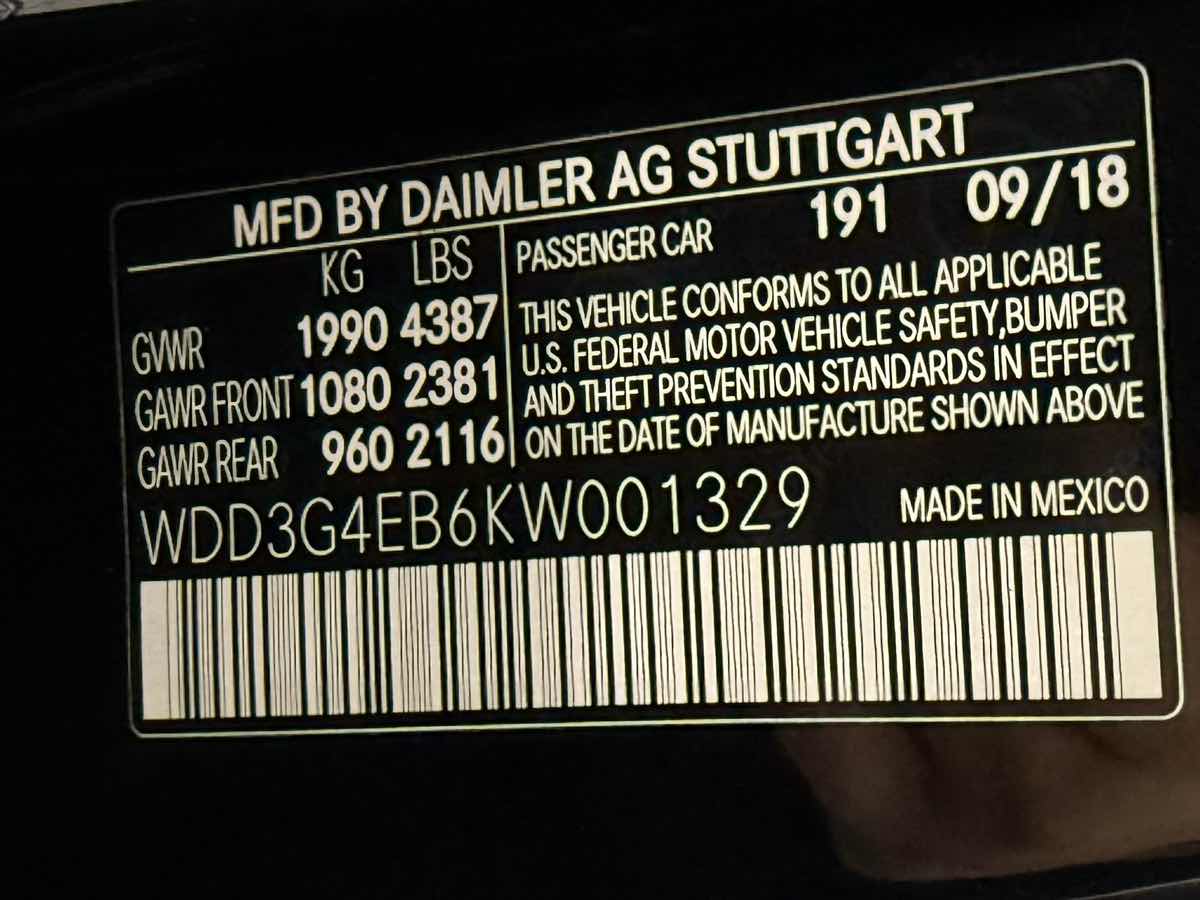 MFD BY DAIMLER AG STUTTGART
KG LBS
GVWR 1990 4387
GAWR FRONT 1080 2381
GAWR REAR 960 2116
PASSENGER CAR 191 09/18
THIS VEHICLE CONFORMS TO ALL APPLICABLE
U.S. FEDERAL MOTOR VEHICLE SAFETY,BUMPER
AND THEFT PREVENTION STANDARDS IN EFFECT
ON THE DATE OF MANUFACTURE SHOWN ABOVE
WDD3G4EB6KW001329 MADE IN MEXICO